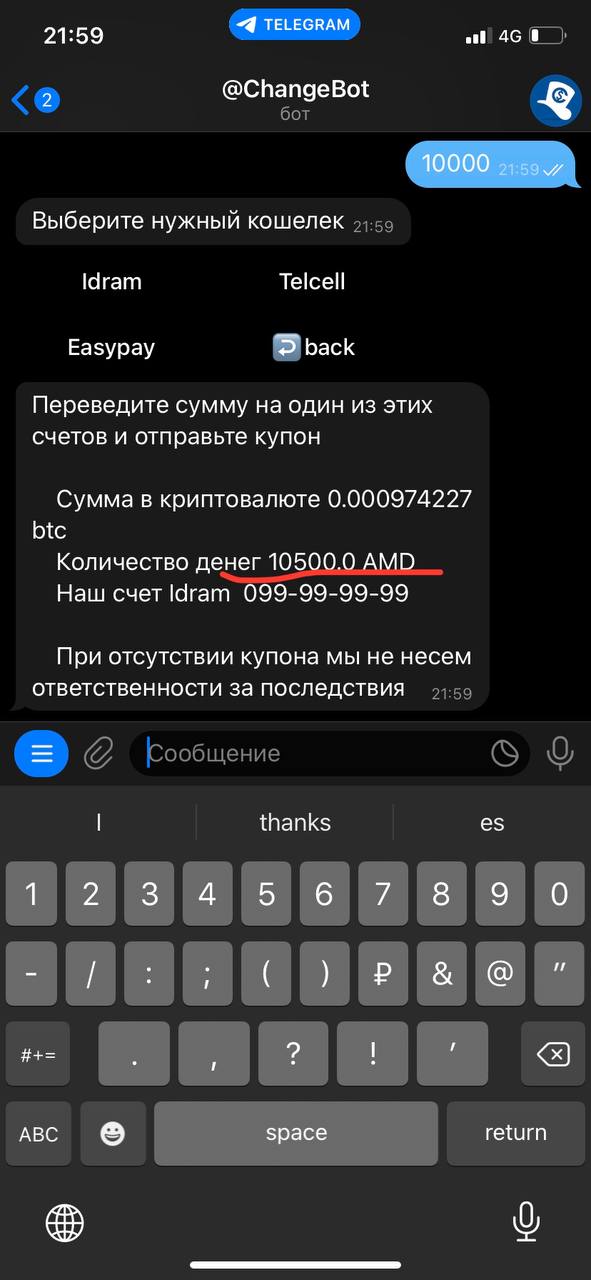 21:59
TELEGRAM
4G
2
@ChangeBot
бот
10000 21:59
Выберите нужный кошелек 21:59
Idram Telcell
Easypay back
Переведите сумму на один из этих
счетов и отправьте купон
Сумма в криптовалюте 0.000974227
btc
Количество денег 10500.0 AMD
Наш счет Idram 099-99-99-99
При отсутствии купона мы не несем
ответственности за последствия 21:59
Сообщение
I thanks es
1 2 3 4 5 6 7 8 9 0
- / : ; ( ) ₽ & @ "
#+= . , ? ! '
ABC space return